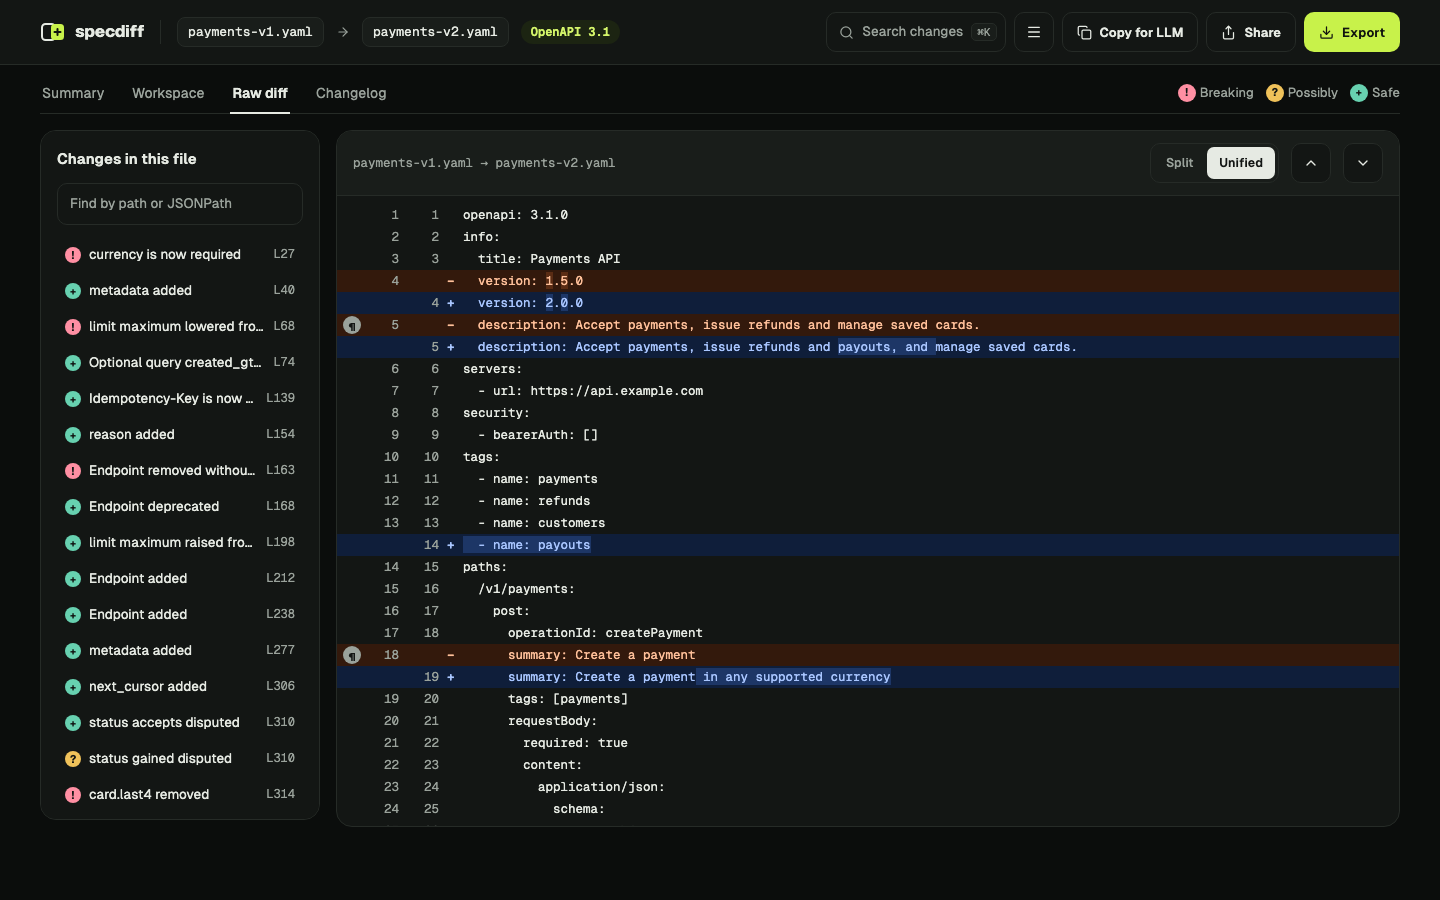 specdiff payments-v1.yaml → payments-v2.yaml OpenAPI 3.1 Search changes ⌘K Copy for LLM Share Export
Summary Workspace Raw diff Changelog ! Breaking ? Possibly + Safe
Changes in this file
Find by path or JSONPath
! currency is now required L27
+ metadata added L40
! limit maximum lowered fro... L68
+ Optional query created_gt... L74
+ Idempotency-Key is now ... L139
+ reason added L154
! Endpoint removed withou... L163
+ Endpoint deprecated L168
+ limit maximum raised fro... L198
+ Endpoint added L212
+ Endpoint added L238
+ metadata added L277
+ next_cursor added L306
+ status accepts disputed L310
? status gained disputed L310
! card.last4 removed L314
payments-v1.yaml → payments-v2.yaml Split Unified
1 1 openapi: 3.1.0
2 2 info:
3 3 title: Payments API
4 - version: 1.5.0
4 + version: 2.0.0
¶ 5 - description: Accept payments, issue refunds and manage saved cards.
5 + description: Accept payments, issue refunds and payouts, and manage saved cards.
6 6 servers:
7 7 - url: https://api.example.com
8 8 security:
9 9 - bearerAuth: []
10 10 tags:
11 11 - name: payments
12 12 - name: refunds
13 13 - name: customers
14 + - name: payouts
14 15 paths:
15 16 /v1/payments:
16 17 post:
17 18 operationId: createPayment
¶ 18 - summary: Create a payment
19 + summary: Create a payment in any supported currency
19 20 tags: [payments]
20 21 requestBody:
21 22 required: true
22 23 content:
23 24 application/json:
24 25 schema: